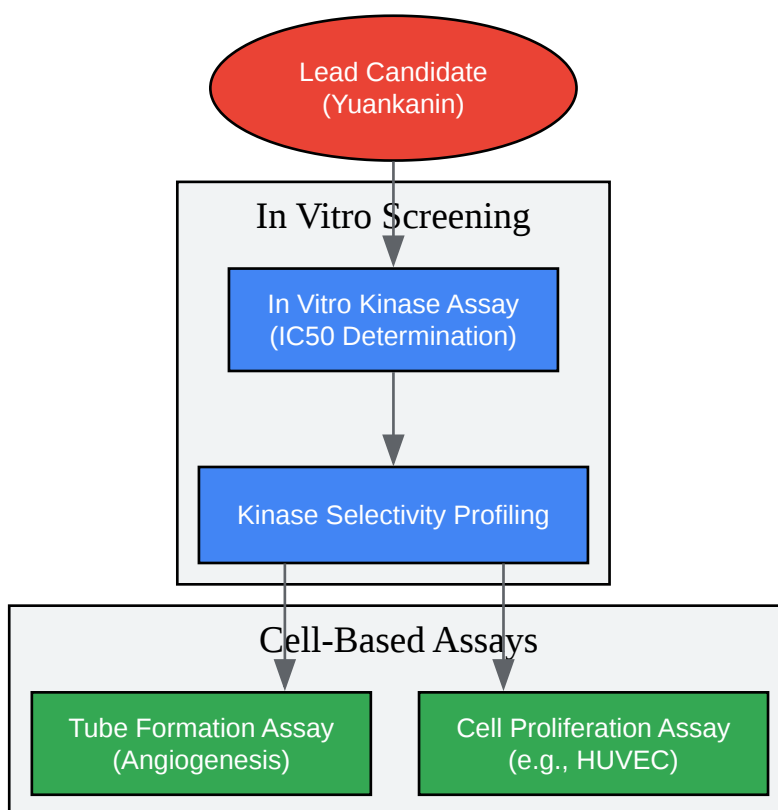 Lead Candidate
(Yuankanin)
In Vitro Screening
In Vitro Kinase Assay
(IC50 Determination)
Kinase Selectivity Profiling
Cell-Based Assays
Tube Formation Assay
(Angiogenesis)
Cell Proliferation Assay
(e.g., HUVEC)